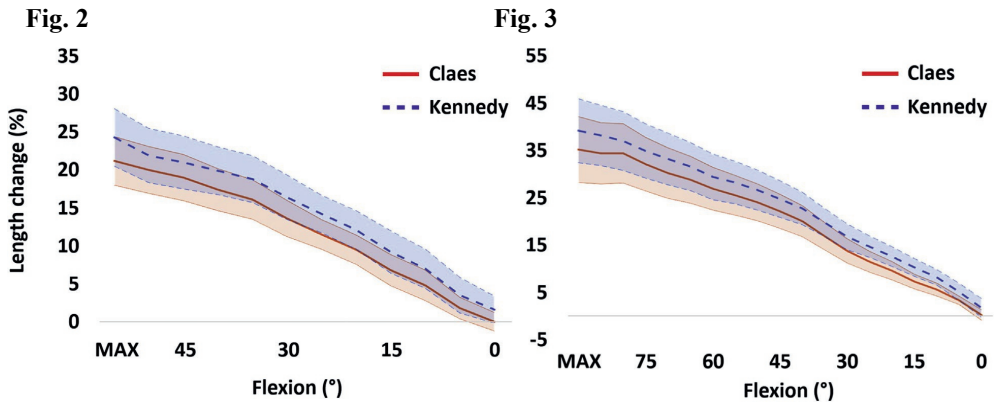 Fig. 2
Fig. 3
Length change (%)
35
30
25
20
15
10
5
0
Claes
Kennedy
MAX 45 30 15 0
Flexion (°)
55
45
35
25
15
5
-5
Claes
Kennedy
MAX 75 60 45 30 15 0
Flexion (°)